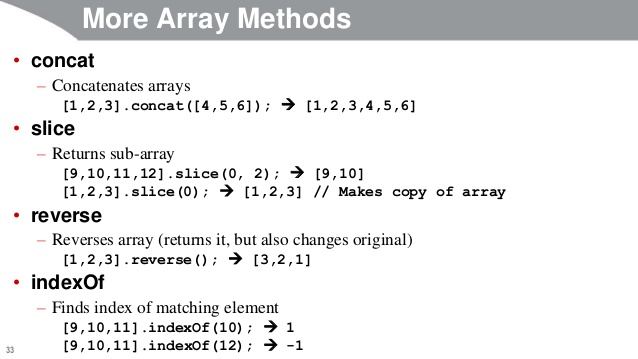 More Array Methods
• concat
– Concatenates arrays
[1,2,3].concat([4,5,6]); → [1,2,3,4,5,6]
• slice
– Returns sub-array
[9,10,11,12].slice(0, 2); → [9,10]
[1,2,3].slice(0); → [1,2,3] // Makes copy of array
• reverse
– Reverses array (returns it, but also changes original)
[1,2,3].reverse(); → [3,2,1]
• indexOf
– Finds index of matching element
[9,10,11].indexOf(10); → 1
[9,10,11].indexOf(12); → -1
33